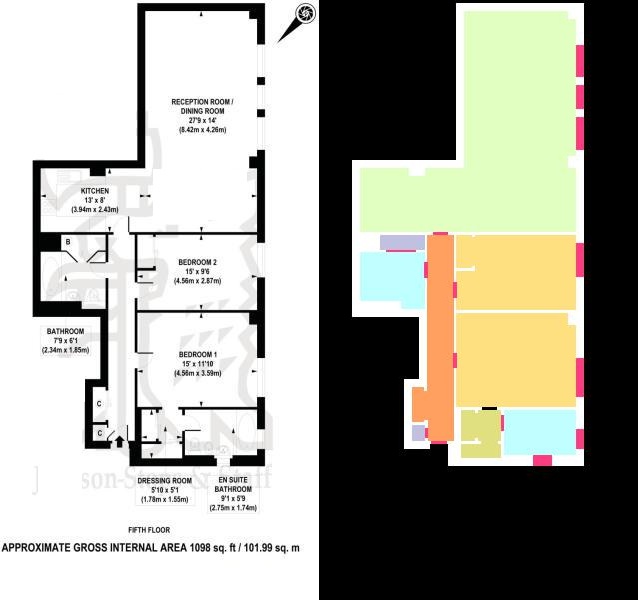 RECEPTION ROOM /
DINING ROOM
27'9 x 14'
(8.42m x 4.26m)
KITCHEN
13' x 8'
(3.94m x 2.43m)
B
BEDROOM 2
15' x 9'6
(4.56m x 2.87m)
BATHROOM
7'9 x 6'1
(2.34m x 1.85m)
BEDROOM 1
15' x 11'10
(4.56m x 3.59m)
C
C
son-S & Staff
DRESSING ROOM
5'10 x 5'1
(1.78m x 1.55m)
EN SUITE
BATHROOM
9'1 x 5'9
(2.75m x 1.74m)
FIFTH FLOOR
APPROXIMATE GROSS INTERNAL AREA 1098 sq. ft / 101.99 sq. m